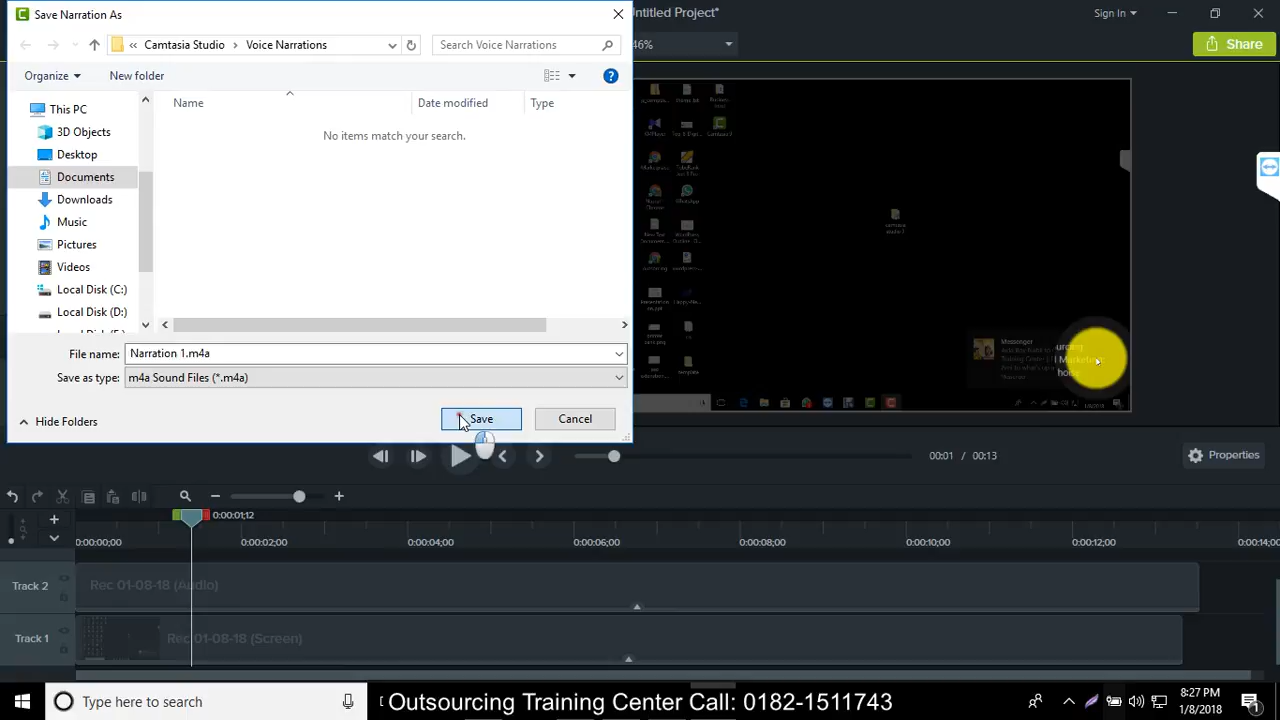 Save Narration As
Untitled Project*
Sign In
Camtasia Studio
Voice Narrations
Search Voice Narrations
46%
Share
Organize
New folder
Name
Date modified
Type
No items match your search.
This PC
3D Objects
Desktop
Documents
Downloads
Music
Pictures
Videos
Local Disk (C:)
Local Disk (D:)
File name:
Narration 1.m4a
Save as type:
m4a Sound Files (*.m4a)
Hide Folders
Save
Cancel
Messenger
WhatsApp
00:01 / 00:13
Properties
0:00:01;12
0:00:00;00
0:00:02;00
0:00:04;00
0:00:06;00
0:00:08;00
0:00:10;00
0:00:12;00
0:00:14;00
Track 2
Rec 01-08-18 (Audio)
Track 1
Rec 01-08-18 (Screen)
Type here to search
Outsourcing Training Center Call: 0182-1511743
8:27 PM
1/8/2018